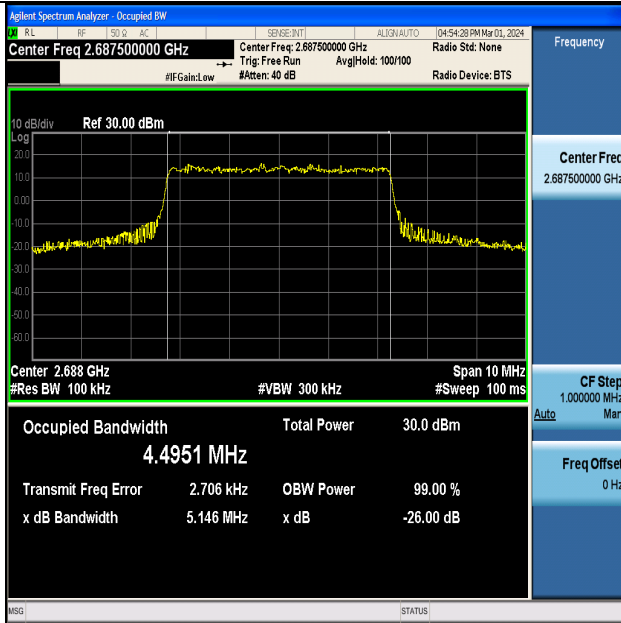 Agilent Spectrum Analyzer - Occupied BW
RL RF 50 Ω AC SENSE:INT ALIGN AUTO 04:54:28 PM Mar 01, 2024
Center Freq 2.687500000 GHz
Center Freq: 2.687500000 GHz
Radio Std: None
Trig: Free Run Avg|Hold: 100/100
#IFGain:Low
#Atten: 40 dB
Radio Device: BTS
10 dB/div Ref 30.00 dBm
Log
20.0
10.0
0.00
-10.0
-20.0
-30.0
-40.0
-50.0
-60.0
Center 2.688 GHz Span 10 MHz
#Res BW 100 kHz #VBW 300 kHz #Sweep 100 ms
Occupied Bandwidth Total Power 30.0 dBm
4.4951 MHz
Transmit Freq Error 2.706 kHz OBW Power 99.00 %
x dB Bandwidth 5.146 MHz x dB -26.00 dB
MSG STATUS
Frequency
Center Freq
2.687500000 GHz
CF Step
1.000000 MHz
Auto Man
Freq Offset
0 Hz